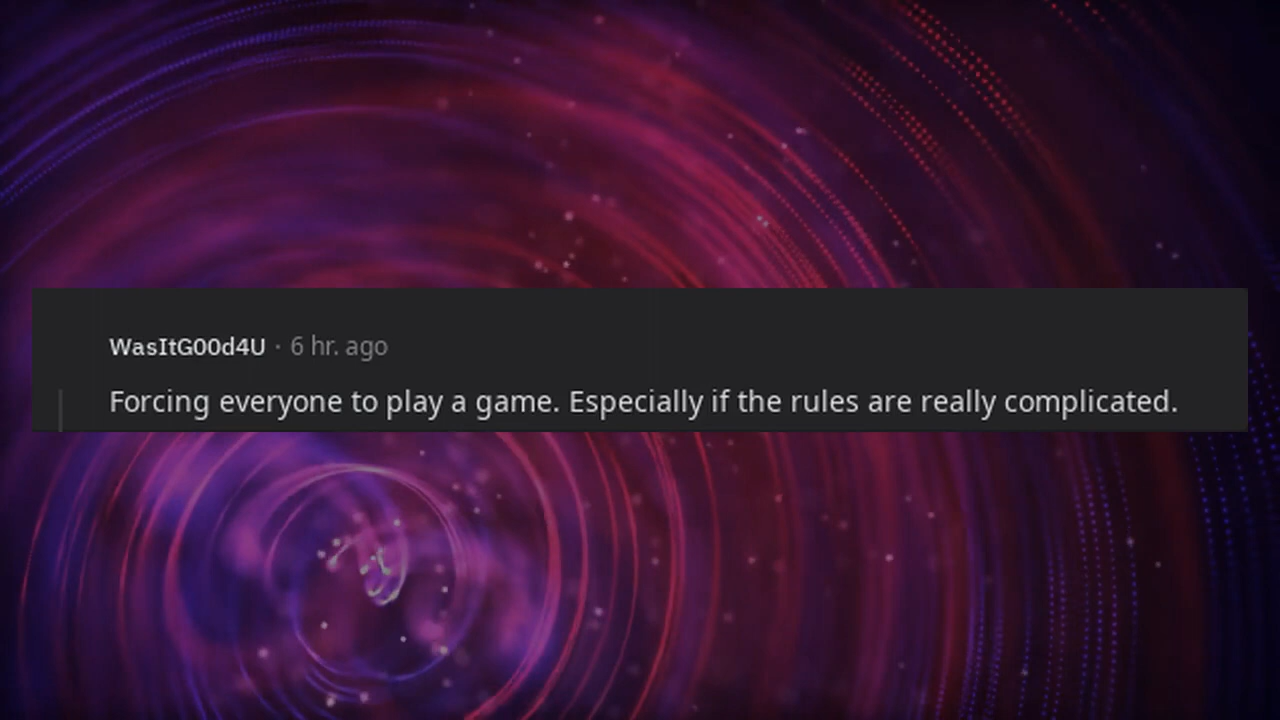 WasItG00d4U · 6 hr. ago
Forcing everyone to play a game. Especially if the rules are really complicated.